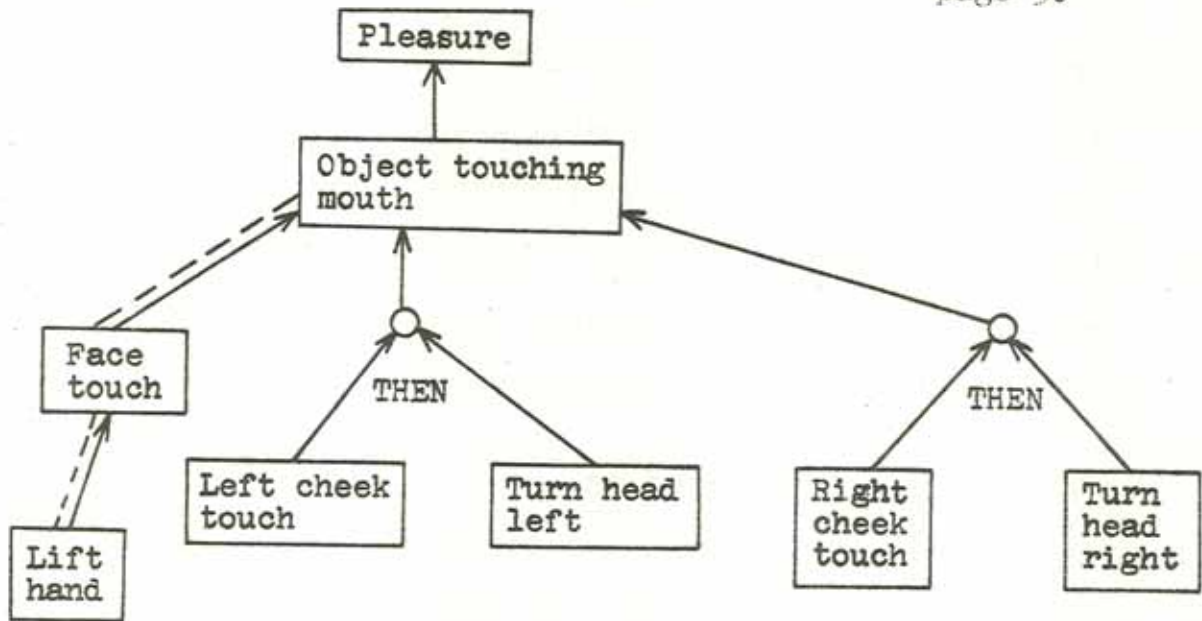 Pleasure
Object touching
mouth
Face
touch
THEN
THEN
Left cheek
touch
Turn head
left
Right
cheek
touch
Turn
head
right
Lift
hand